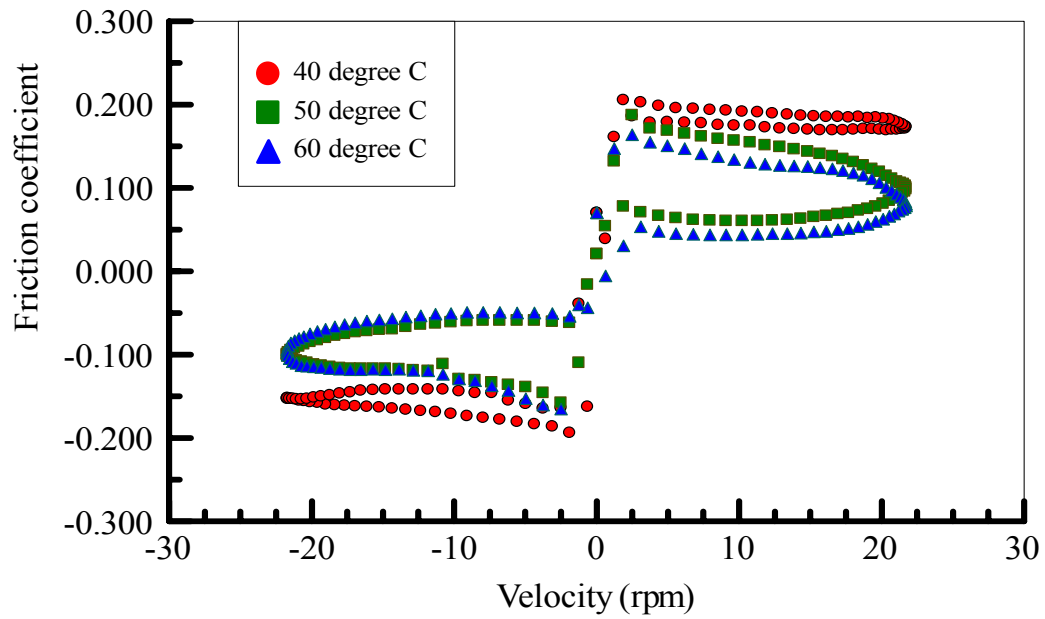 0.300
0.200
0.100
0.000
-0.100
-0.200
-0.300
Friction coefficient
40 degree C
50 degree C
60 degree C
-30 -20 -10 0 10 20 30
Velocity (rpm)